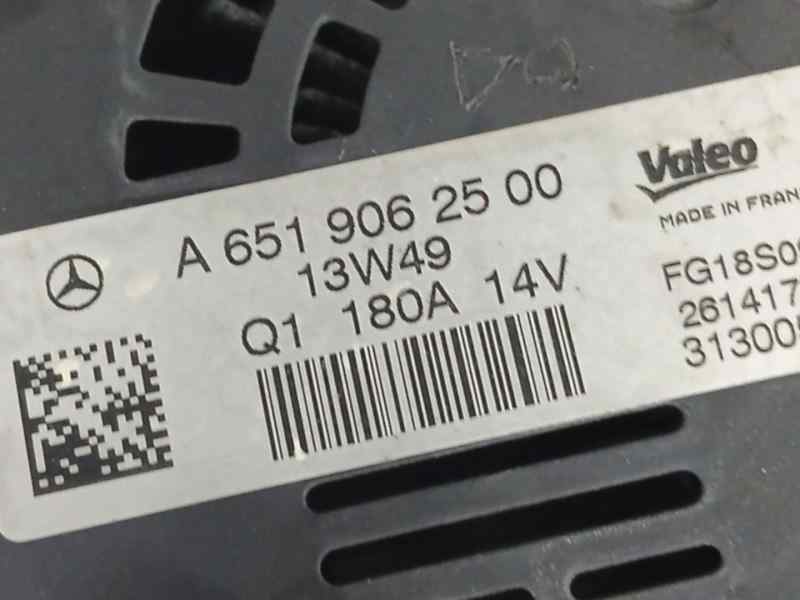 A 651 906 25 00
13W49
Q1 180A 14V
Valeo
MADE IN FRAN
FG18S0
261417
31300